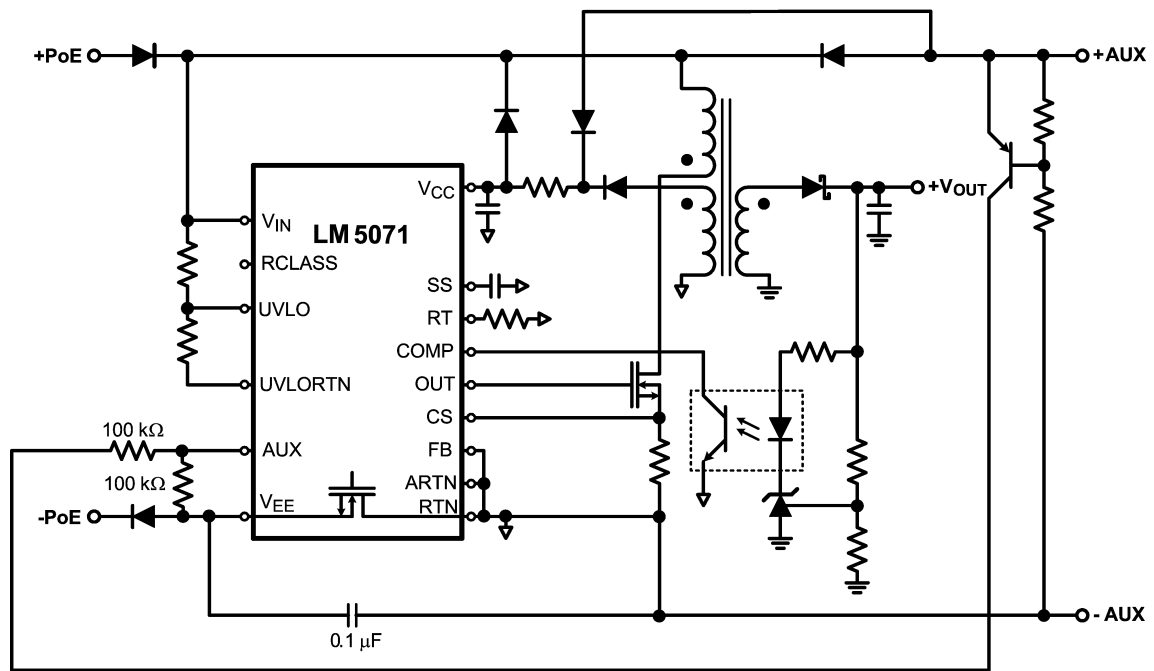 +PoE
+AUX
VCC
+VOUT
VIN
LM 5071
RCLASS
SS
UVLO
RT
COMP
UVLORTN
OUT
CS
100 kΩ
AUX
FB
100 kΩ
ARTN
VEE
RTN
-PoE
- AUX
0.1 μF